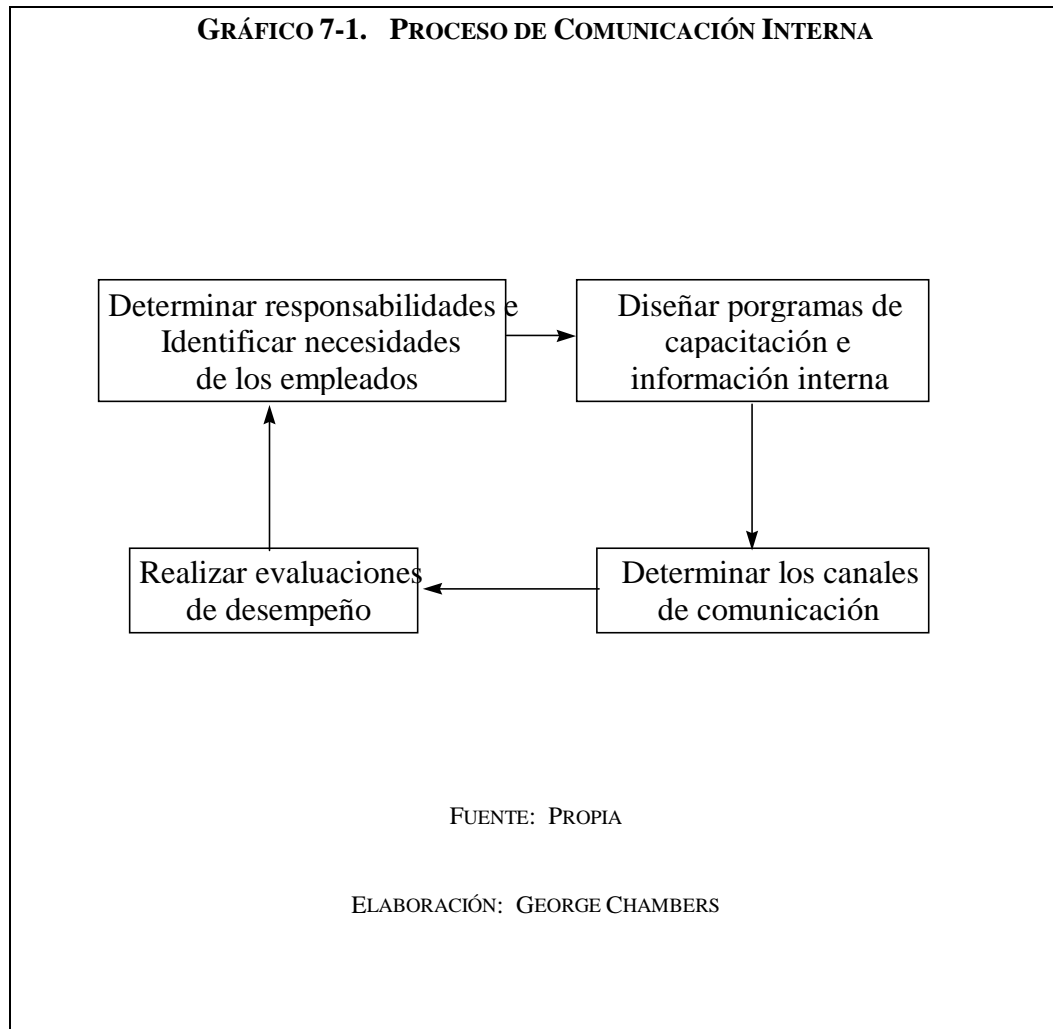 GRÁFICO 7-1. PROCESO DE COMUNICACIÓN INTERNA
Determinar responsabilidades e
Identificar necesidades
de los empleados
Diseñar porgramas de
capacitación e
información interna
Realizar evaluaciones
de desempeño
Determinar los canales
de comunicación
FUENTE: PROPIA
ELABORACIÓN: GEORGE CHAMBERS